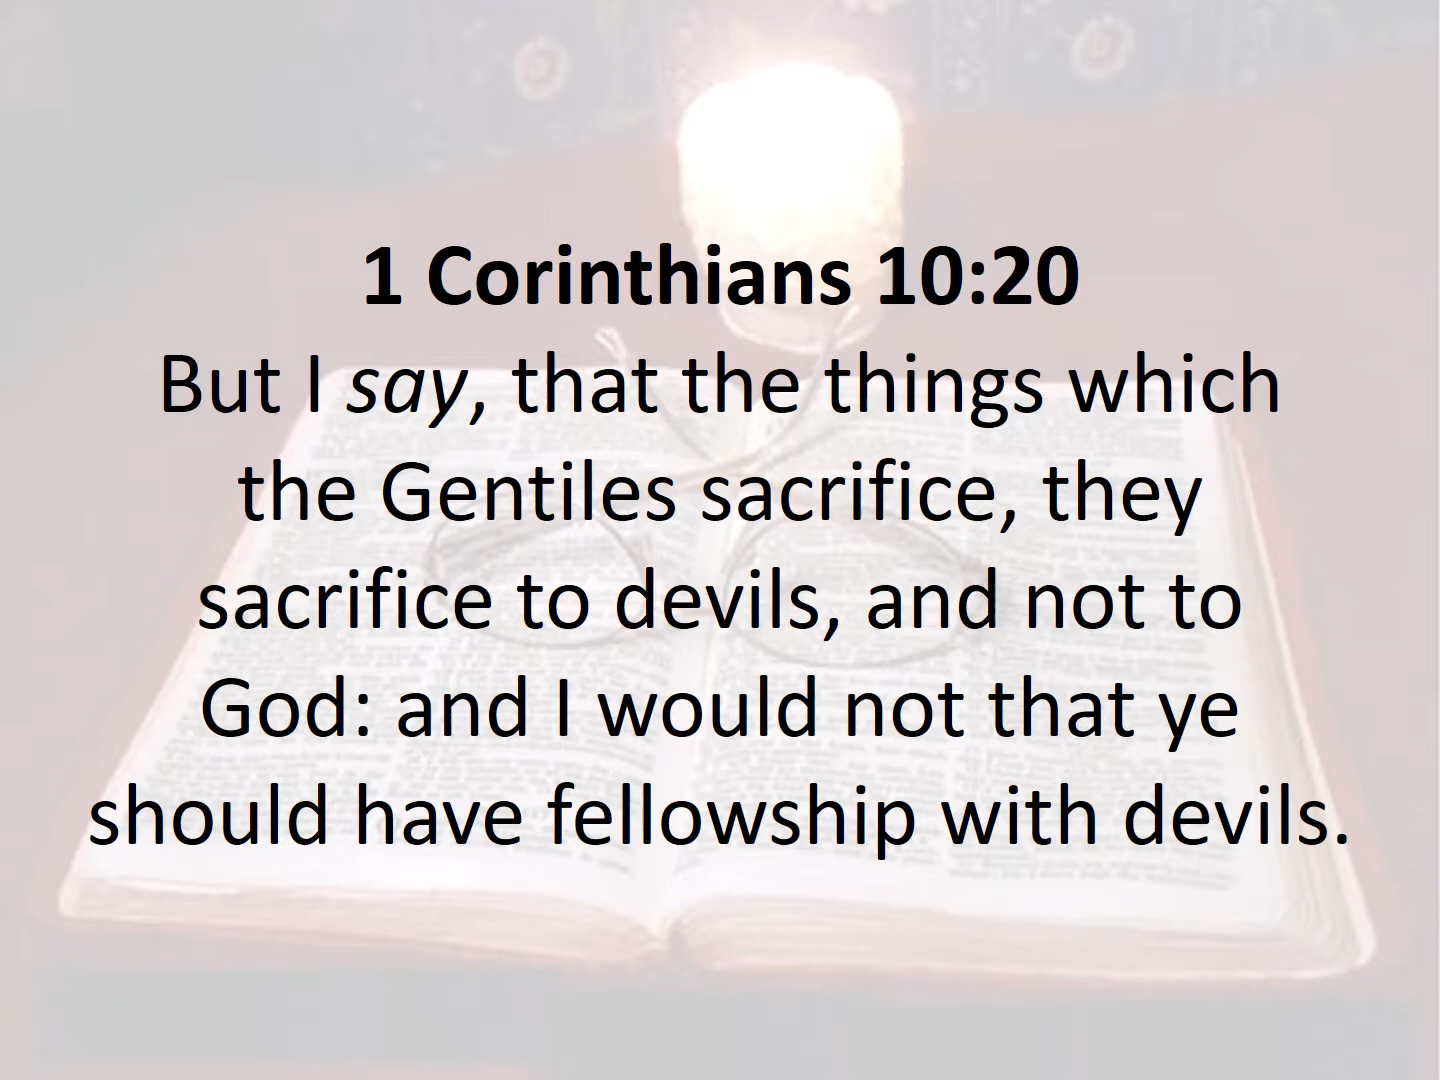 1 Corinthians 10:20
But I say, that the things which
the Gentiles sacrifice, they
sacrifice to devils, and not to
God: and I would not that ye
should have fellowship with devils.